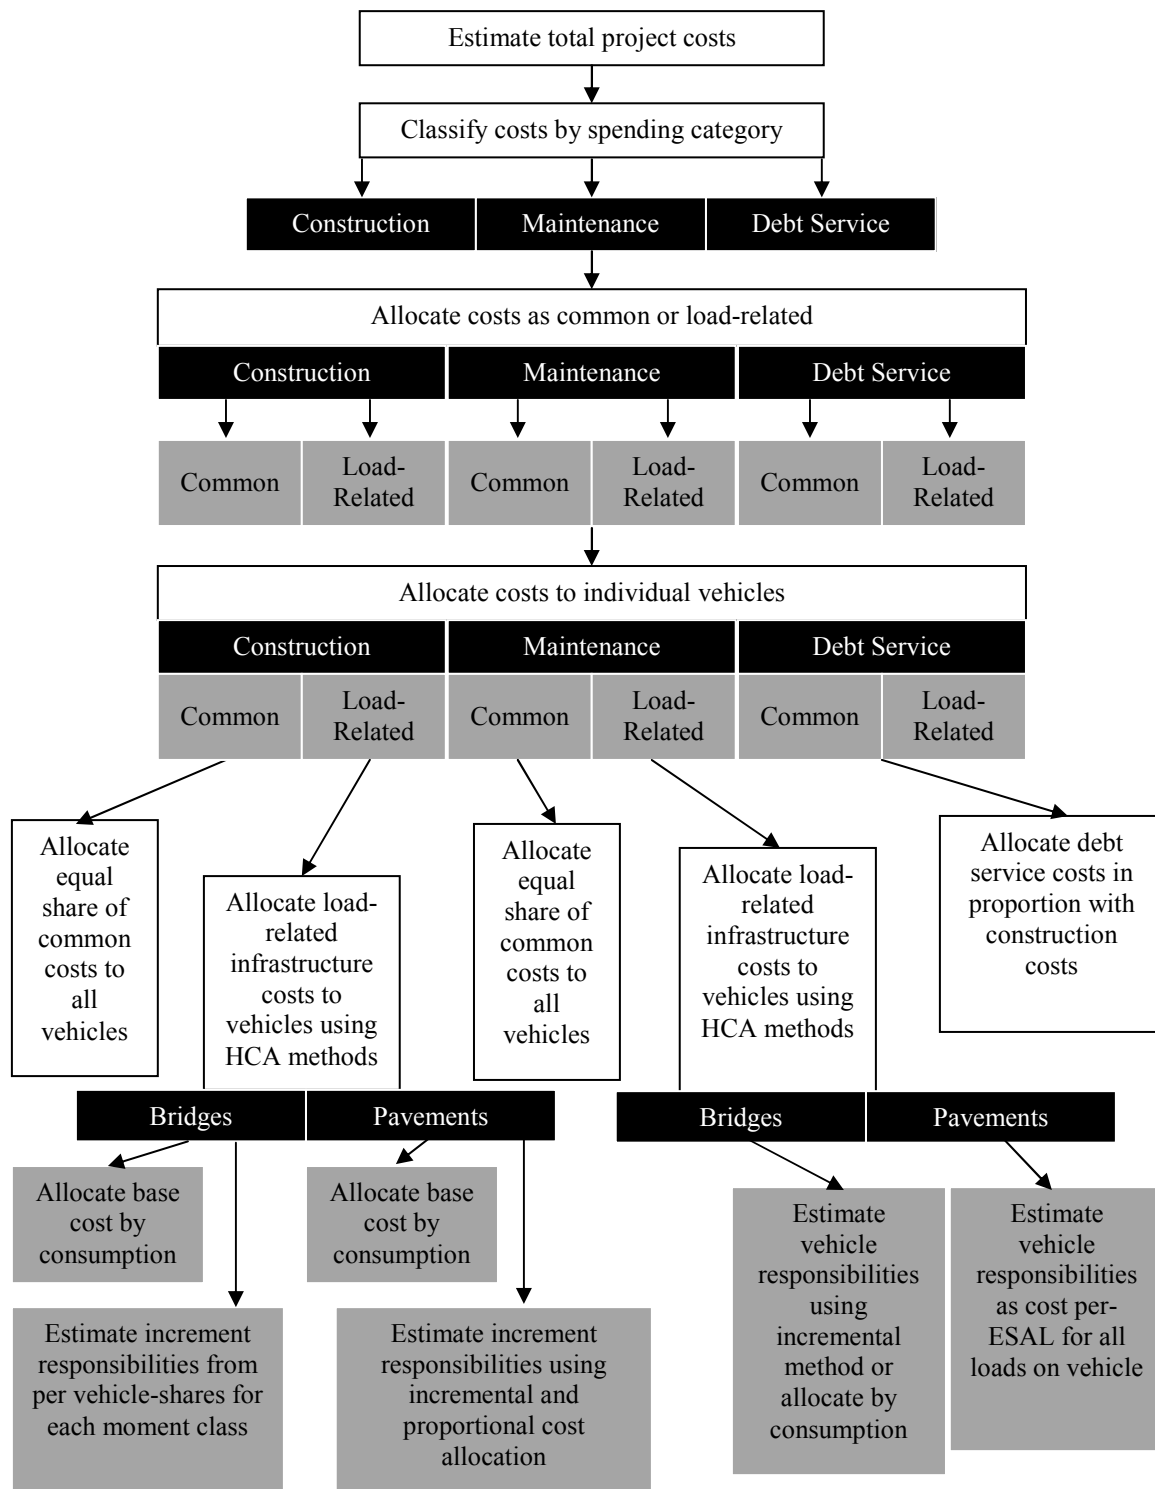 Estimate total project costs
Classify costs by spending category
Construction
Maintenance
Debt Service
Allocate costs as common or load-related
Construction
Maintenance
Debt Service
Common
Load-
Related
Common
Load-
Related
Common
Load-
Related
Allocate costs to individual vehicles
Construction
Maintenance
Debt Service
Common
Load-
Related
Common
Load-
Related
Common
Load-
Related
Allocate
equal
share of
common
costs to
all
vehicles
Allocate load-
related
infrastructure
costs to
vehicles using
HCA methods
Allocate
equal
share of
common
costs to
all
vehicles
Allocate load-
related
infrastructure
costs to
vehicles using
HCA methods
Allocate debt
service costs in
proportion with
construction
costs
Bridges
Pavements
Bridges
Pavements
Allocate base
cost by
consumption
Allocate base
cost by
consumption
Estimate increment
responsibilities from
per vehicle-shares for
each moment class
Estimate increment
responsibilities using
incremental and
proportional cost
allocation
Estimate
vehicle
responsibilities
using
incremental
method or
allocate by
consumption
Estimate
vehicle
responsibilities
as cost per-
ESAL for all
loads on vehicle